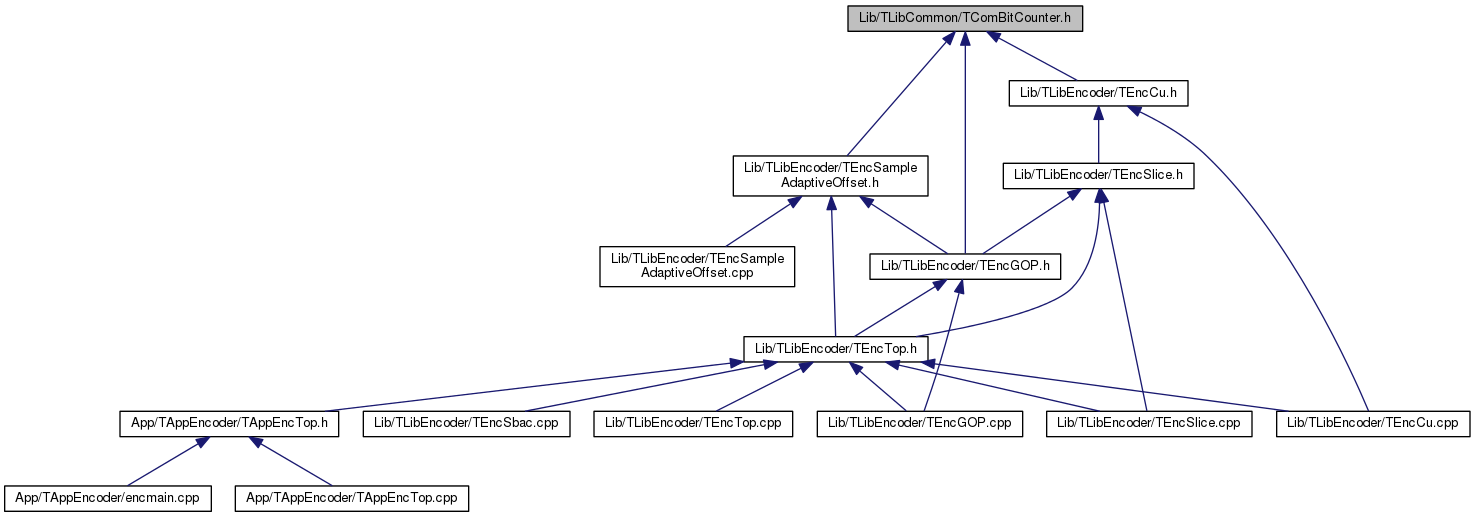 Lib/TLibCommon/TComBitCounter.h
Lib/TLibEncoder/TEncCu.h
Lib/TLibEncoder/TEncSample
AdaptiveOffset.h
Lib/TLibEncoder/TEncSlice.h
Lib/TLibEncoder/TEncSample
AdaptiveOffset.cpp
Lib/TLibEncoder/TEncGOP.h
Lib/TLibEncoder/TEncTop.h
App/TAppEncoder/TAppEncTop.h
Lib/TLibEncoder/TEncSbac.cpp
Lib/TLibEncoder/TEncTop.cpp
Lib/TLibEncoder/TEncGOP.cpp
Lib/TLibEncoder/TEncSlice.cpp
Lib/TLibEncoder/TEncCu.cpp
App/TAppEncoder/encmain.cpp
App/TAppEncoder/TAppEncTop.cpp